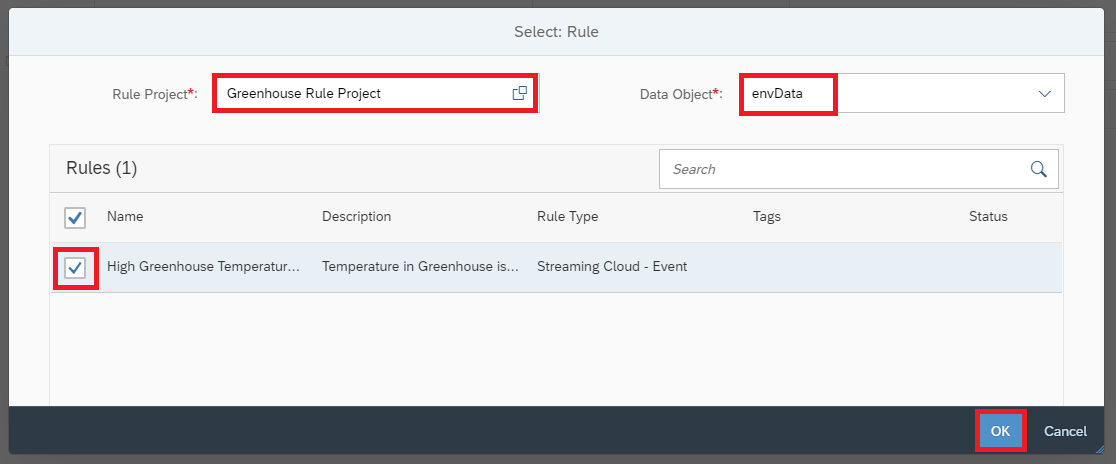 Select: Rule
Rule Project*: Greenhouse Rule Project Data Object*: envData
Rules (1) Search
Name Description Rule Type Tags Status
High Greenhouse Temperatur... Temperature in Greenhouse is... Streaming Cloud - Event
OK Cancel